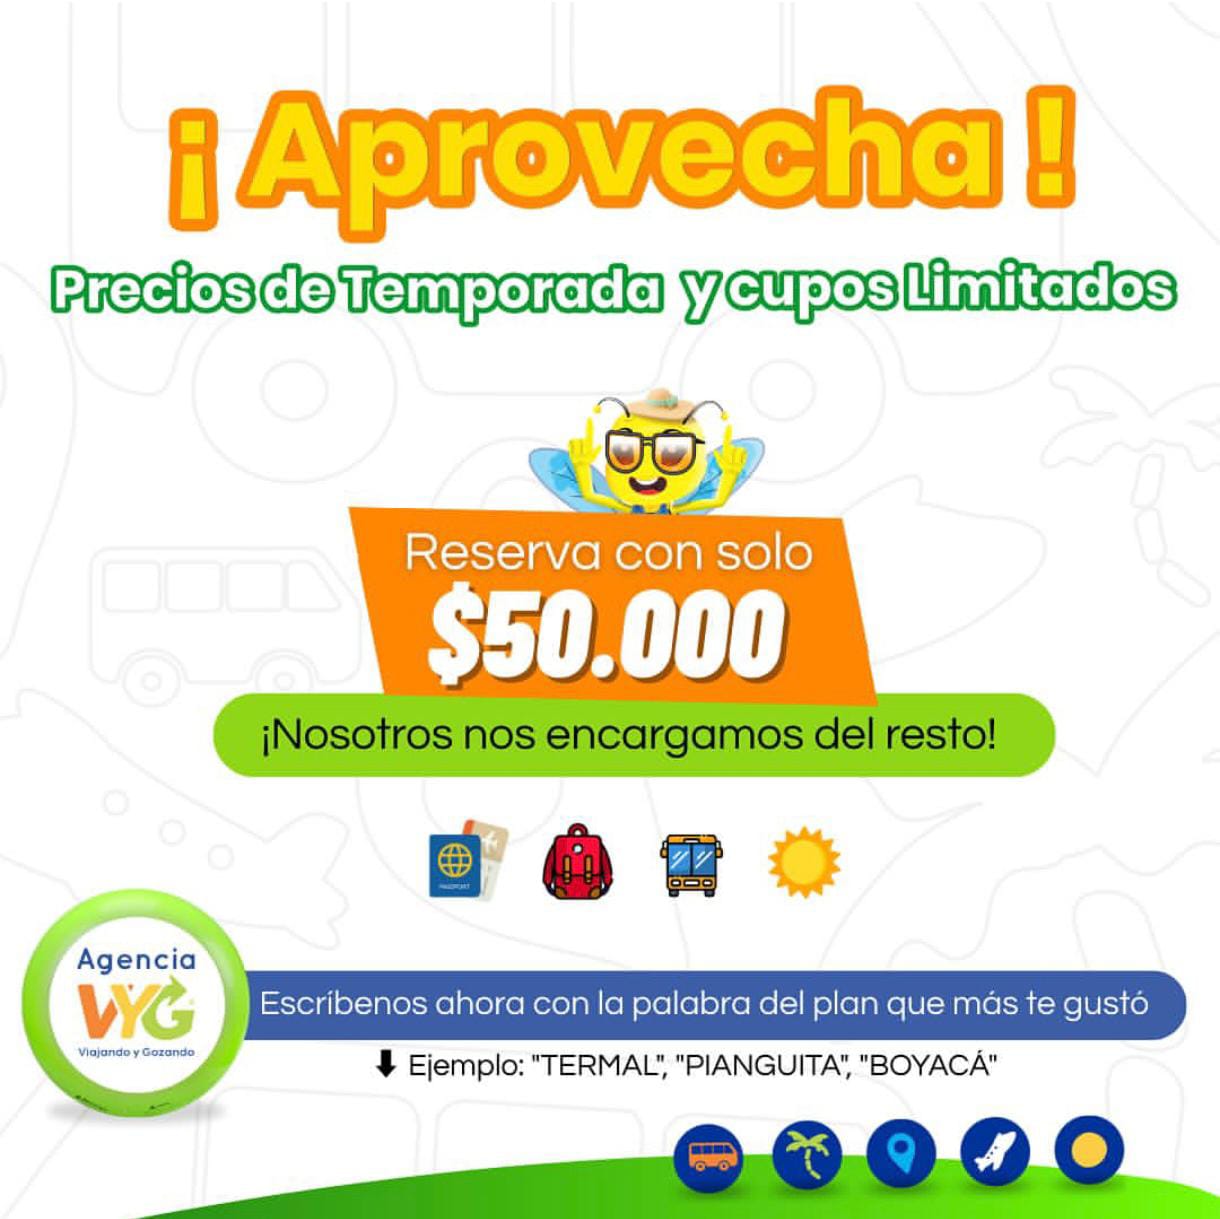 ¡ Aprovecha !
Precios de Temporada y cupos Limitados
Reserva con solo
$50.000
¡Nosotros nos encargamos del resto!
PASSPORT
Agencia
VYG
Viajando y Gozando
Escríbenos ahora con la palabra del plan que más te gustó
⬇ Ejemplo: "TERMAL", "PIANGUITA", "BOYACÁ"